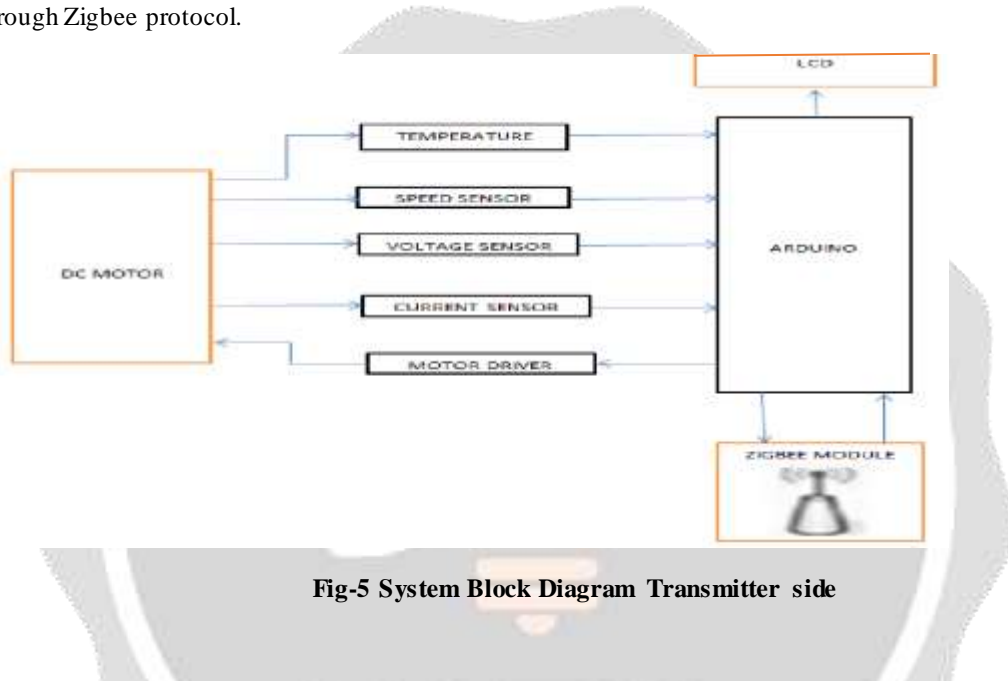 rough Zigbee protocol.
LCD
TEMPERATURE
SPEED SENSOR
VOLTAGE SENSOR
ARDUINO
DC MOTOR
CURRENT SENSOR
MOTOR DRIVER
ZIGBEE MODULE
Fig-5 System Block Diagram Transmitter side